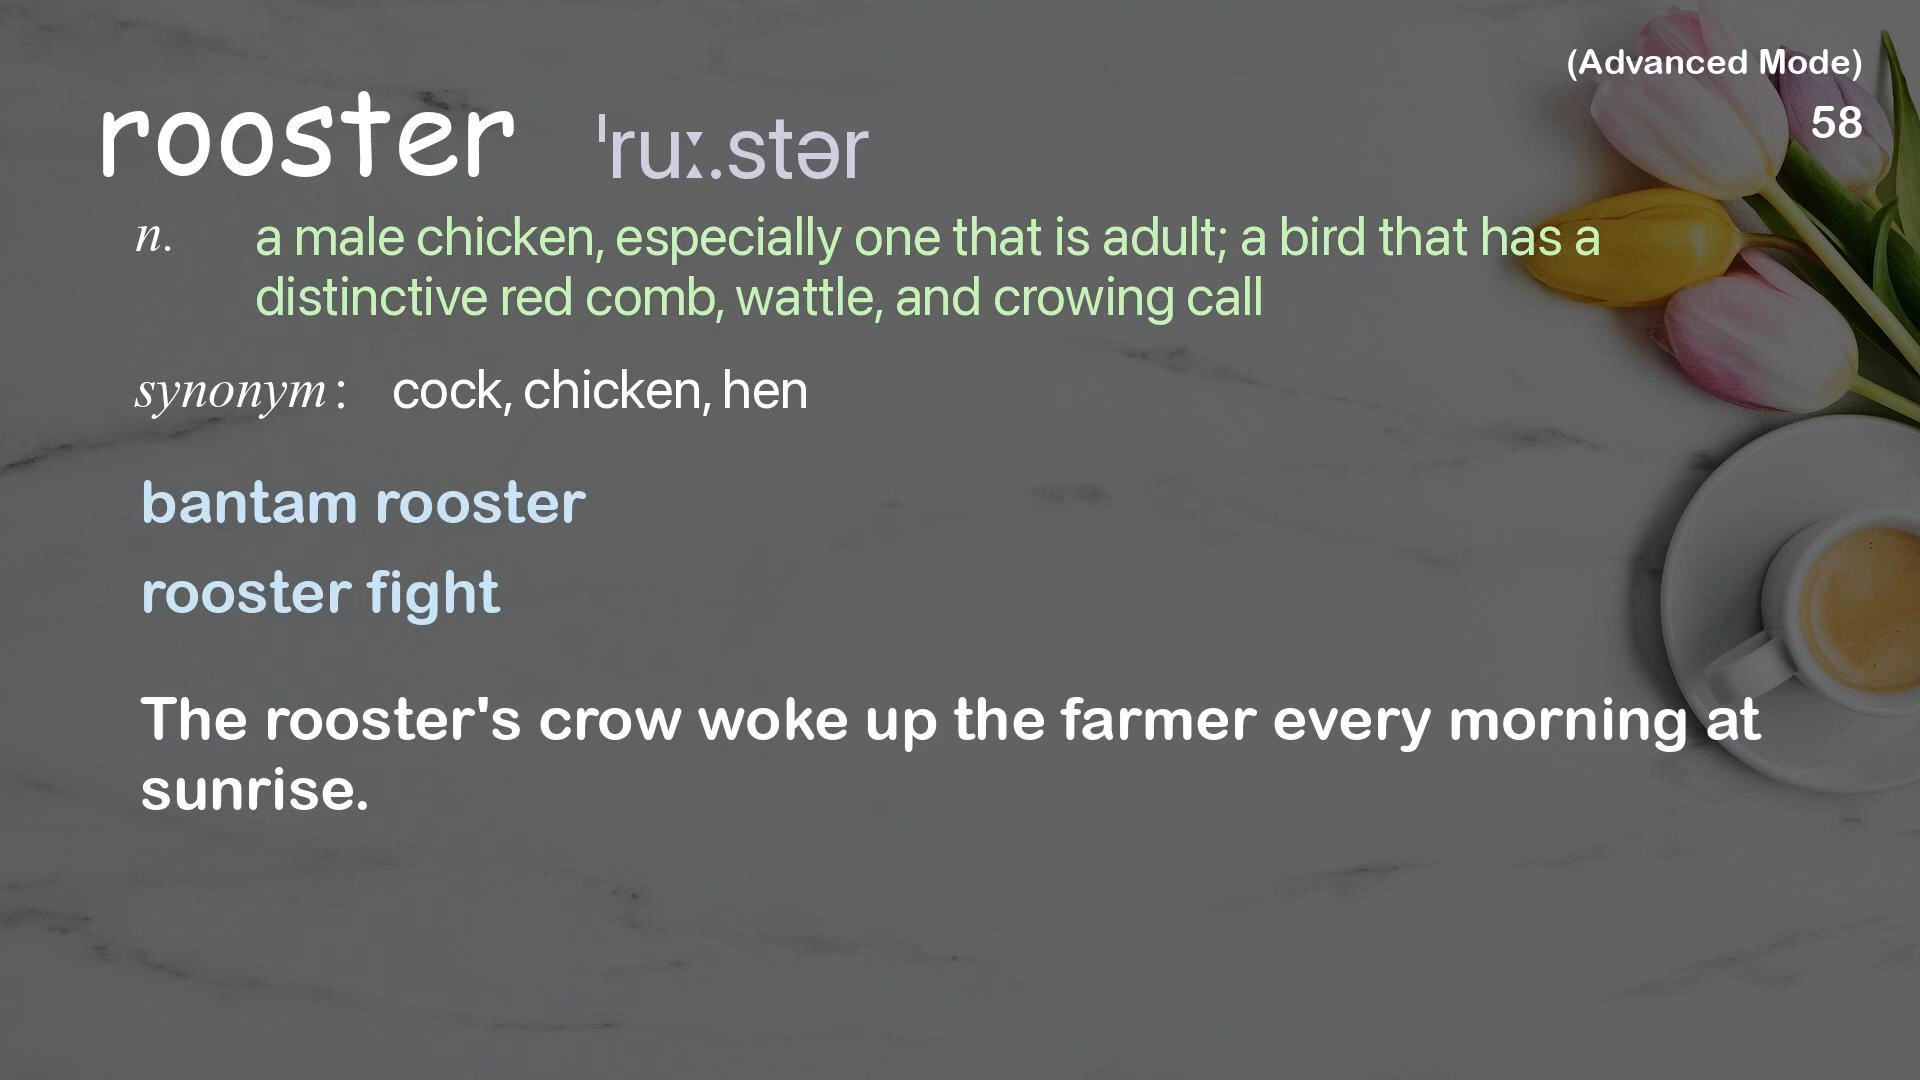 (Advanced Mode)
58
rooster ˈruː.stər
n. a male chicken, especially one that is adult; a bird that has a
distinctive red comb, wattle, and crowing call
synonym: cock, chicken, hen
bantam rooster
rooster fight
The rooster's crow woke up the farmer every morning at
sunrise.